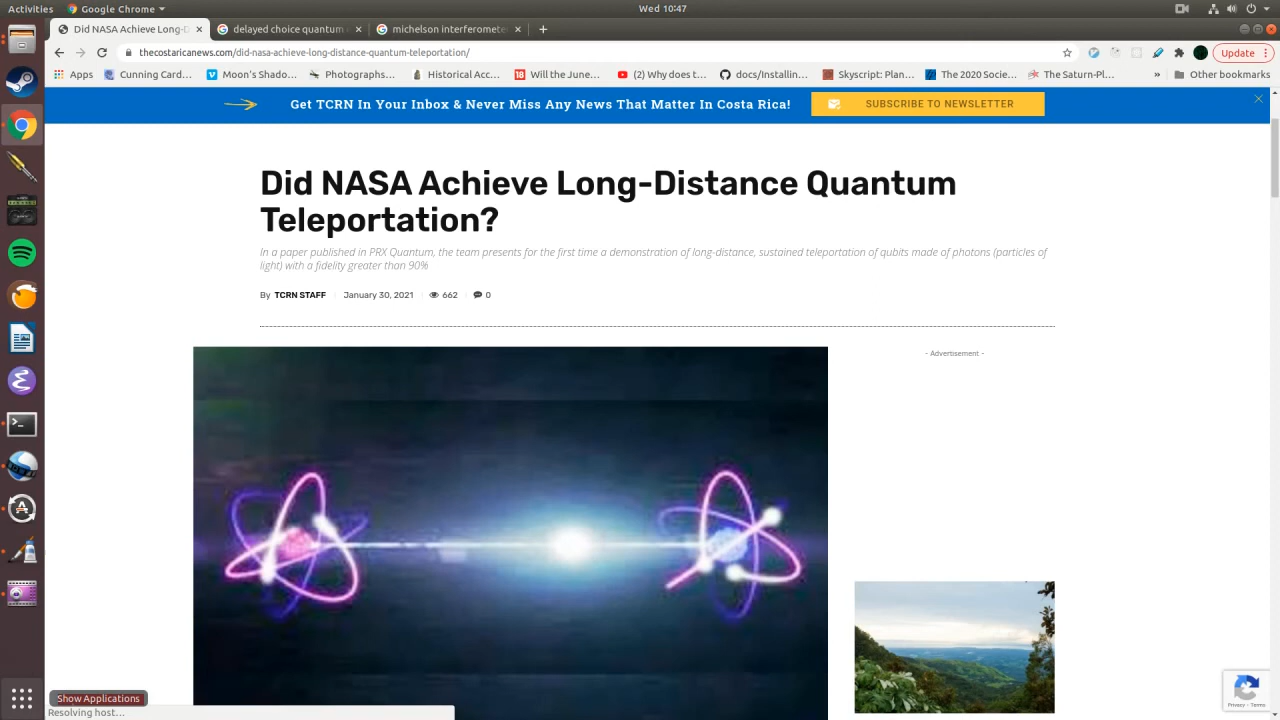 Activities
Google Chrome
Wed 10:47
Did NASA Achieve Long-D
delayed choice quantum
michelson interferomete
thecostaricanews.com/did-nasa-achieve-long-distance-quantum-teleportation/
Update
Apps
Cunning Card…
Moon's Shado…
Photographs…
Historical Acc…
18 Will the June…
(2) Why does t…
docs/Installin…
Skyscript: Plan…
The 2020 Socie…
The Saturn-Pl…
»
Other bookmarks
Get TCRN In Your Inbox & Never Miss Any News That Matter In Costa Rica!
SUBSCRIBE TO NEWSLETTER
Did NASA Achieve Long-Distance Quantum
Teleportation?
In a paper published in PRX Quantum, the team presents for the first time a demonstration of long-distance, sustained teleportation of qubits made of photons (particles of
light) with a fidelity greater than 90%
By TCRN STAFF
January 30, 2021
662
0
- Advertisement -
Show Applications
Resolving host…
Privacy - Terms